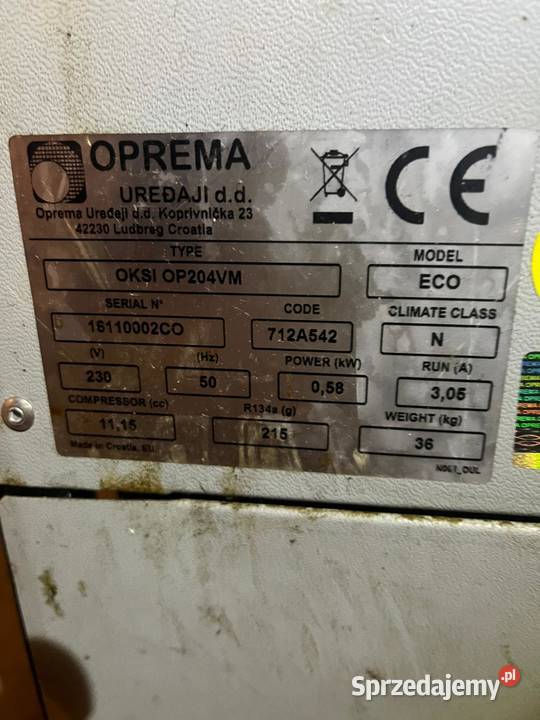 OPREMA
UREĐAJI d.d.
Oprema Uređaji d.d. Koprivnička 23
42230 Ludbreg Croatia
CE
TYPE
MODEL
OKSI OP204VM
ECO
SERIAL N°
CODE
CLIMATE CLASS
16110002CO
712A542
N
(V)
(Hz)
POWER (kW)
RUN (A)
230
50
0,58
3,05
COMPRESSOR (cc)
R134a (g)
WEIGHT (kg)
11,15
215
36
Made in Croatia, EU
OPREMA
Sprzedajemy.pl